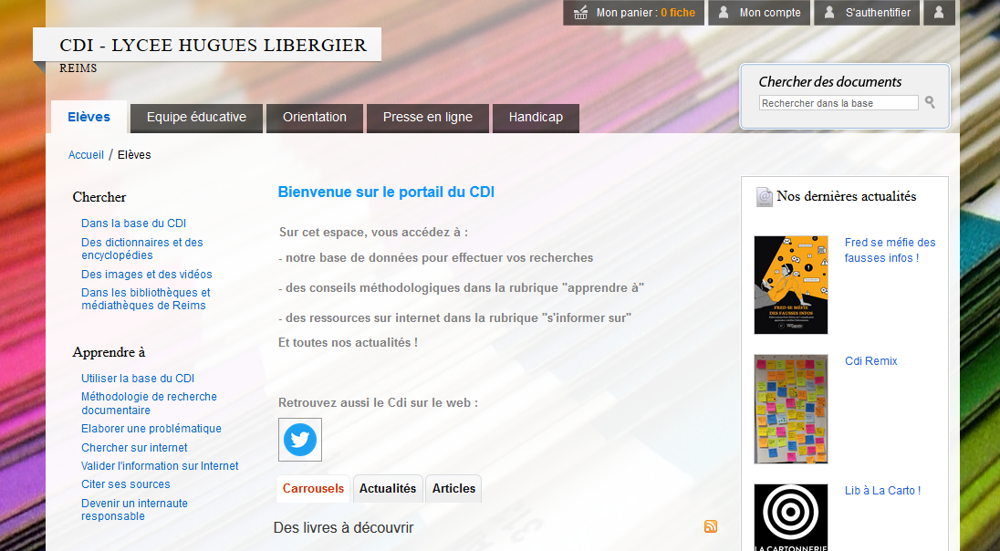 Mon panier : 0 fiche
Mon compte
S'authentifier
CDI - LYCEE HUGUES LIBERGIER
REIMS
Chercher des documents
Rechercher dans la base
Elèves
Equipe éducative
Orientation
Presse en ligne
Handicap
Accueil / Elèves
Chercher
Dans la base du CDI
Des dictionnaires et des
encyclopédies
Des images et des vidéos
Dans les bibliothèques et
médiathèques de Reims
Apprendre à
Utiliser la base du CDI
Méthodologie de recherche
documentaire
Elaborer une problématique
Chercher sur internet
Valider l'information sur Internet
Citer ses sources
Devenir un internaute
responsable
Bienvenue sur le portail du CDI
Sur cet espace, vous accédez à :
- notre base de données pour effectuer vos recherches
- des conseils méthodologiques dans la rubrique "apprendre à"
- des ressources sur internet dans la rubrique "s'informer sur"
Et toutes nos actualités !
Retrouvez aussi le Cdi sur le web :
Carrousels
Actualités
Articles
Des livres à découvrir
Nos dernières actualités
FRED SE MÉFIE
DES FAUSSES INFOS
Fred se méfie des
fausses infos !
Cdi Remix
LA CARTONNERIE
Lib à La Carto !